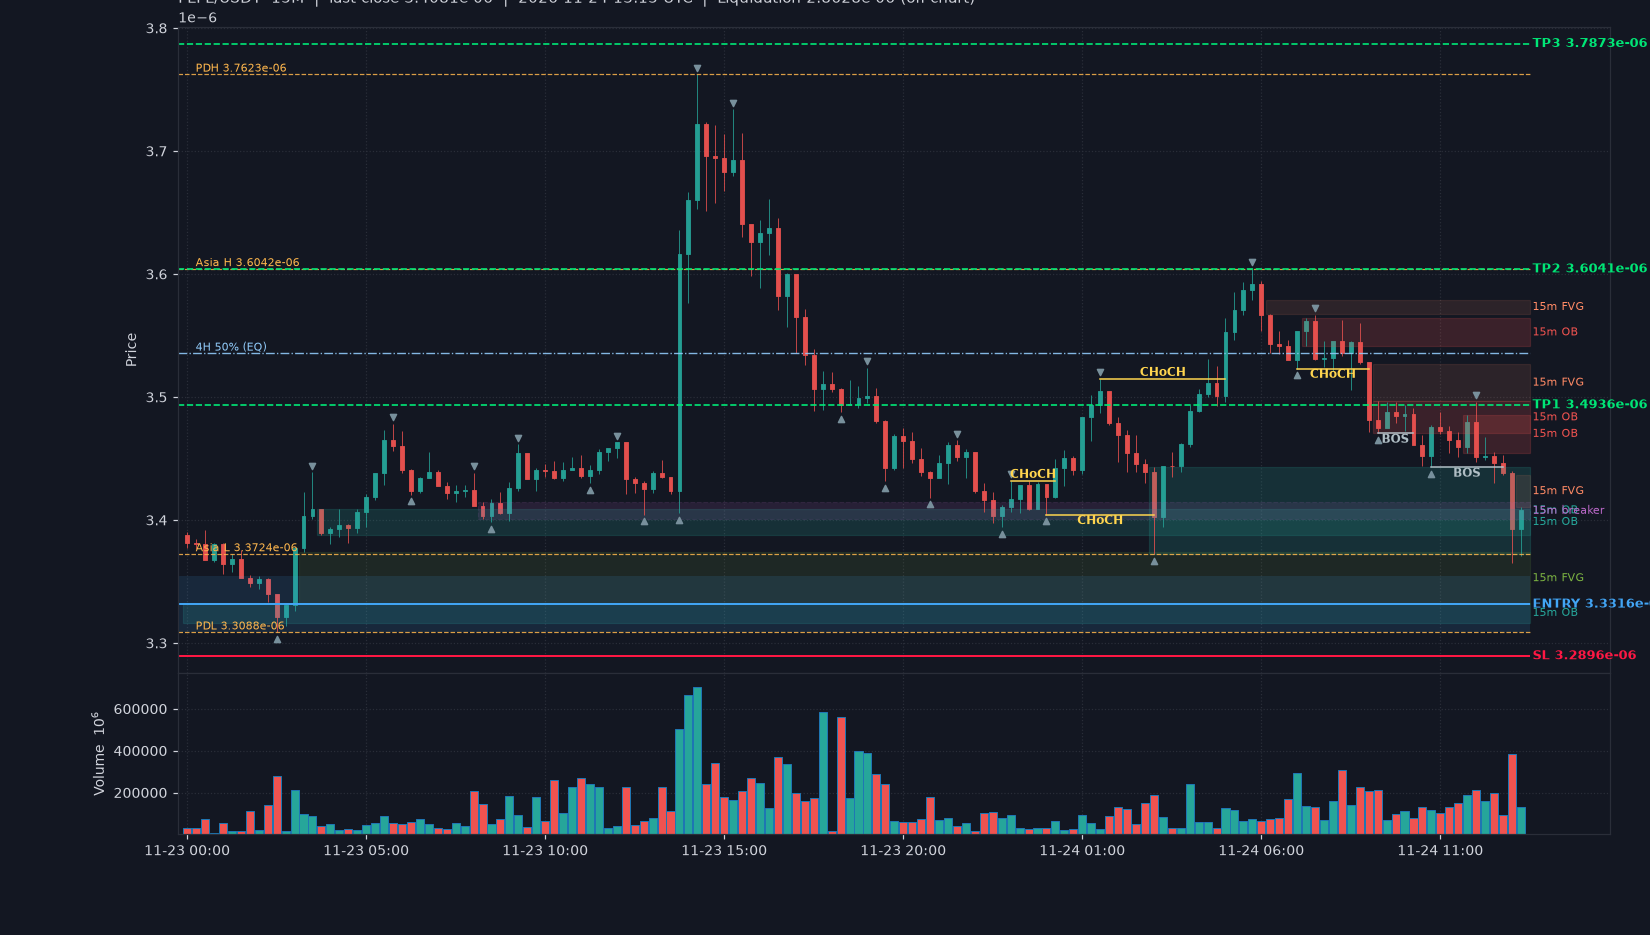 1e−6
3.8
TP3 3.7873e-06
PDH 3.7623e-06
3.7
Asia H 3.6042e-06
3.6
TP2 3.6041e-06
15m FVG
15m OB
4H 50% (EQ)
Price
CHoCH
CHoCH
15m FVG
3.5
TP1 3.4936e-06
15m OB
15m OB
BOS
BOS
CHoCH
15m FVG
15m OB
3.4
CHoCH
15m OB
Asia L 3.3724e-06
15m FVG
ENTRY 3.3316e-
15m OB
PDL 3.3088e-06
3.3
SL 3.2896e-06
Volume 10⁶
600000
400000
200000
11-23 00:00
11-23 05:00
11-23 10:00
11-23 15:00
11-23 20:00
11-24 01:00
11-24 06:00
11-24 11:00